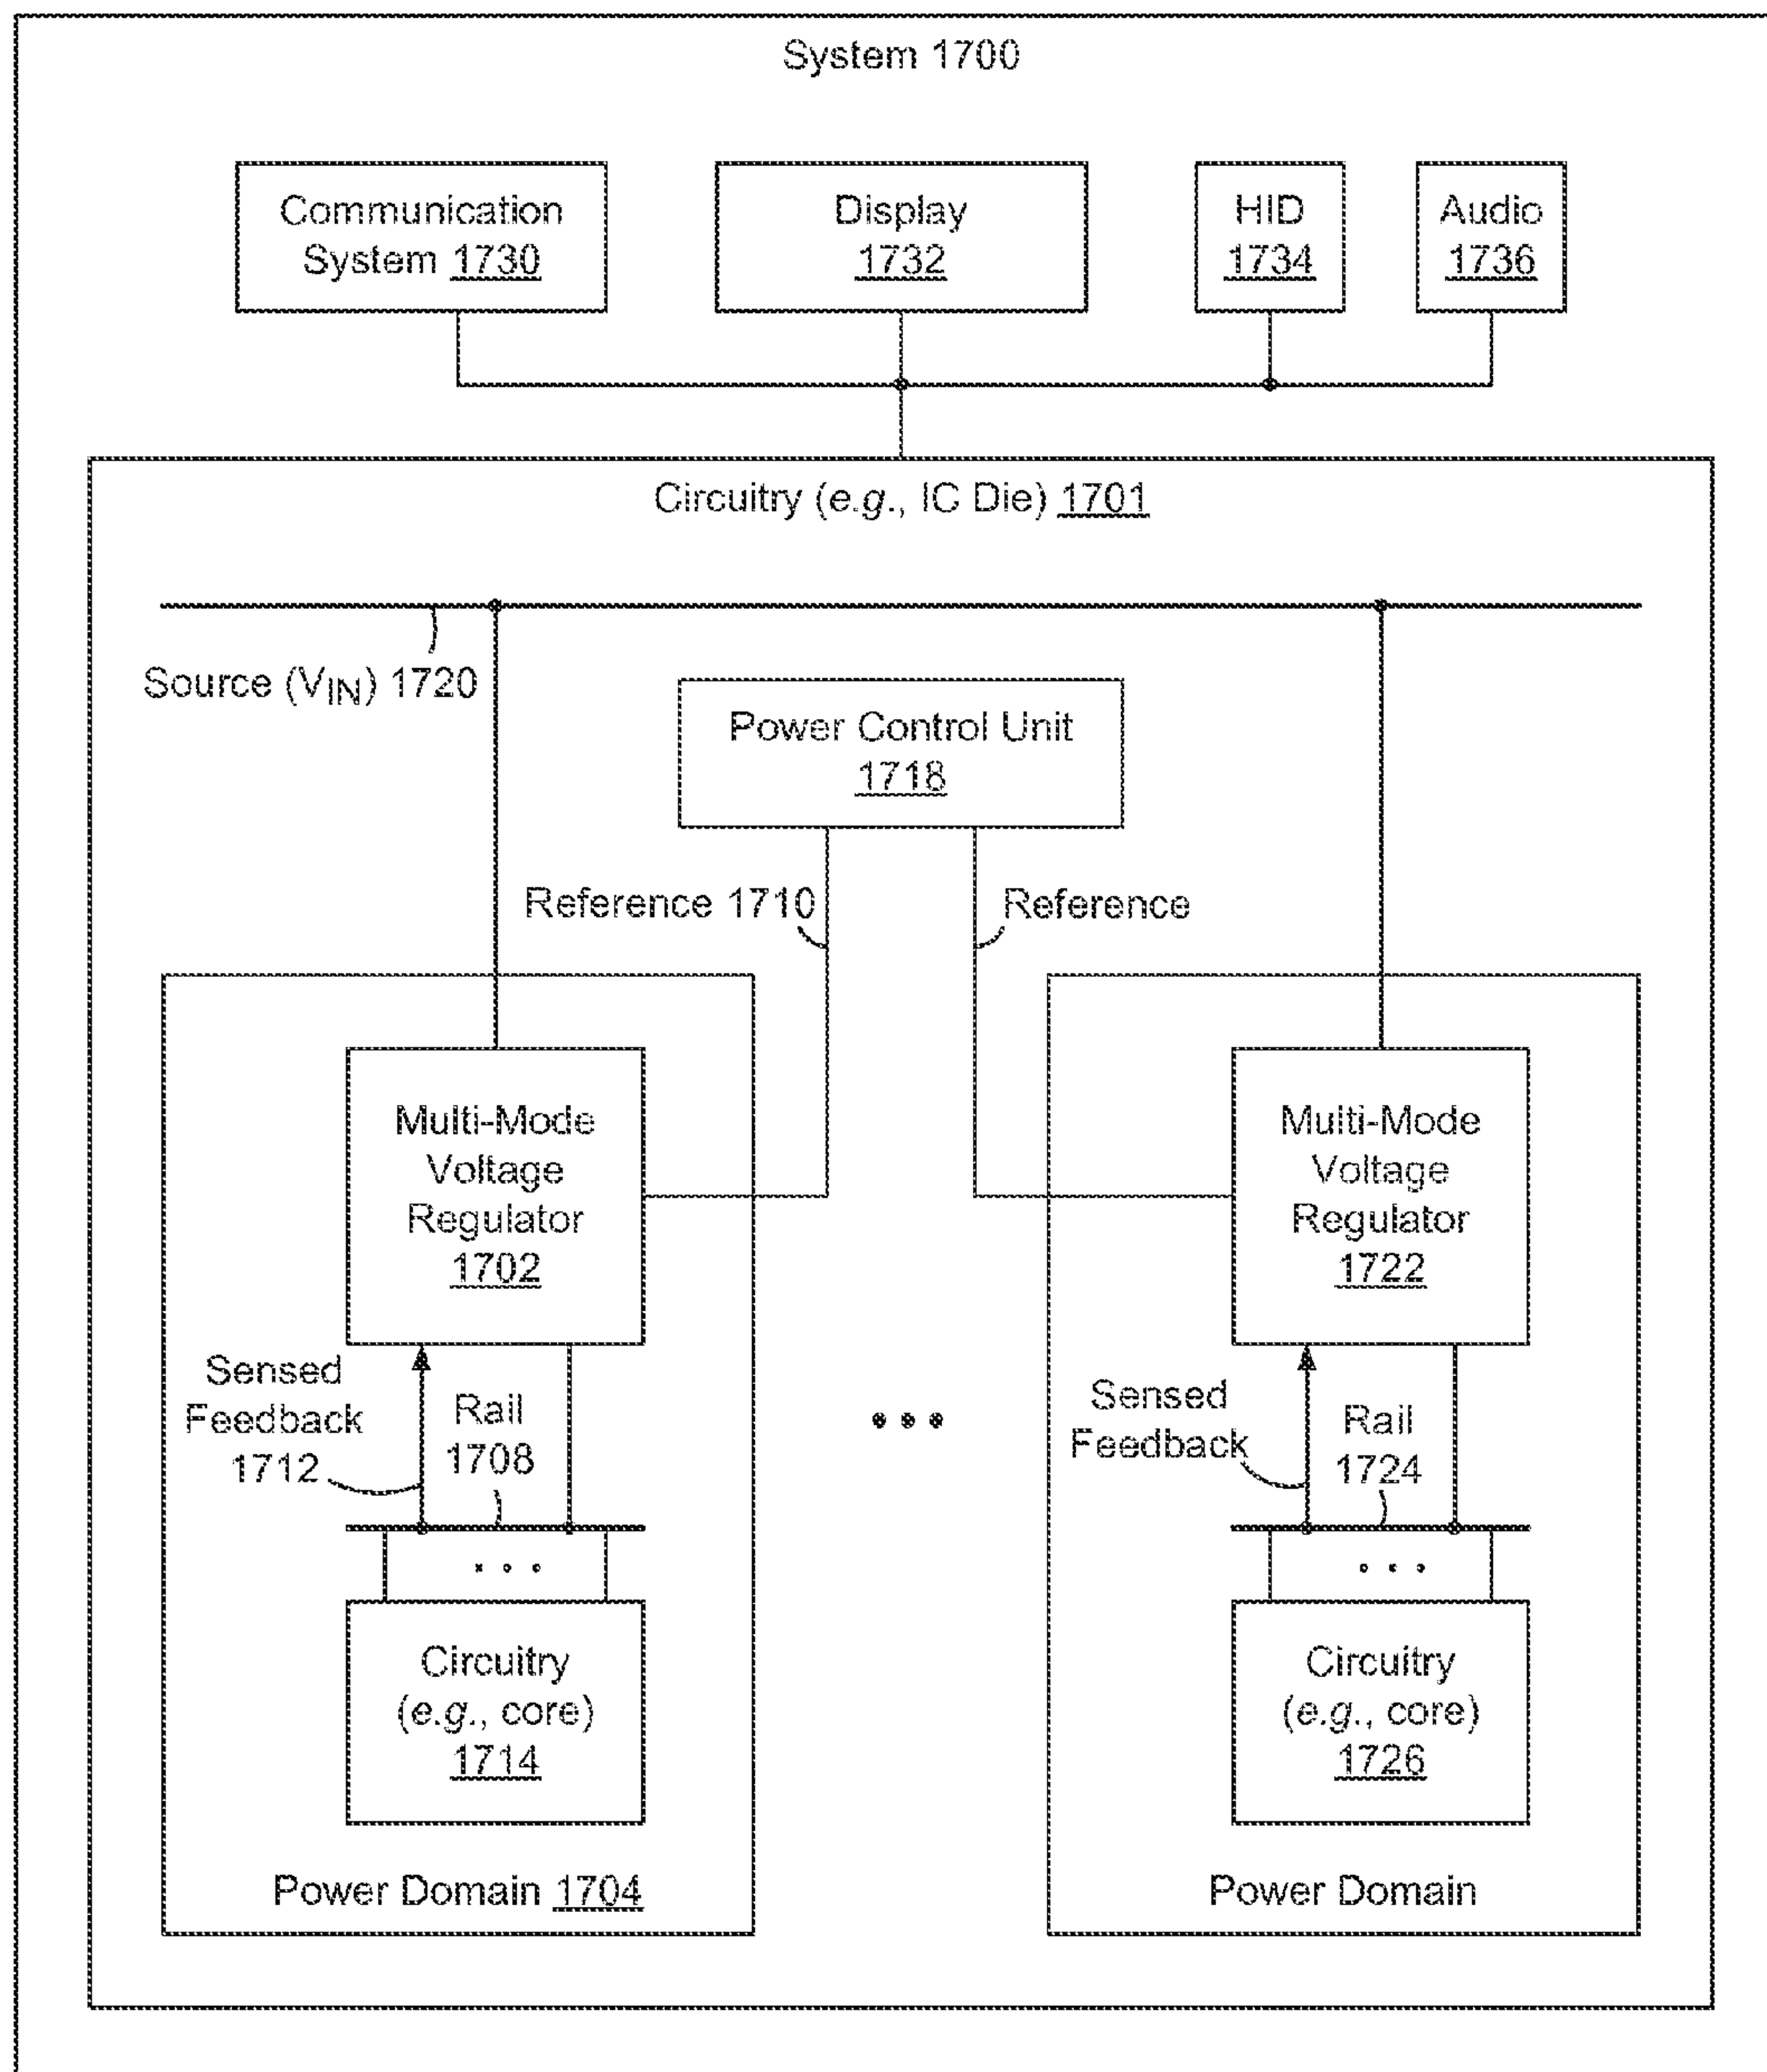 System 1700
Communication
System 1730
Display
1732
HID
1734
Audio
1736
Circuitry (e.g., IC Die) 1701
Source (VIN) 1720
Power Control Unit
1718
Reference 1710
Reference
Multi-Mode
Voltage
Regulator
1702
Multi-Mode
Voltage
Regulator
1722
Sensed
Feedback
1712
Rail
1708
Sensed
Feedback
Rail
1724
Circuitry
(e.g., core)
1714
Circuitry
(e.g., core)
1726
Power Domain 1704
Power Domain